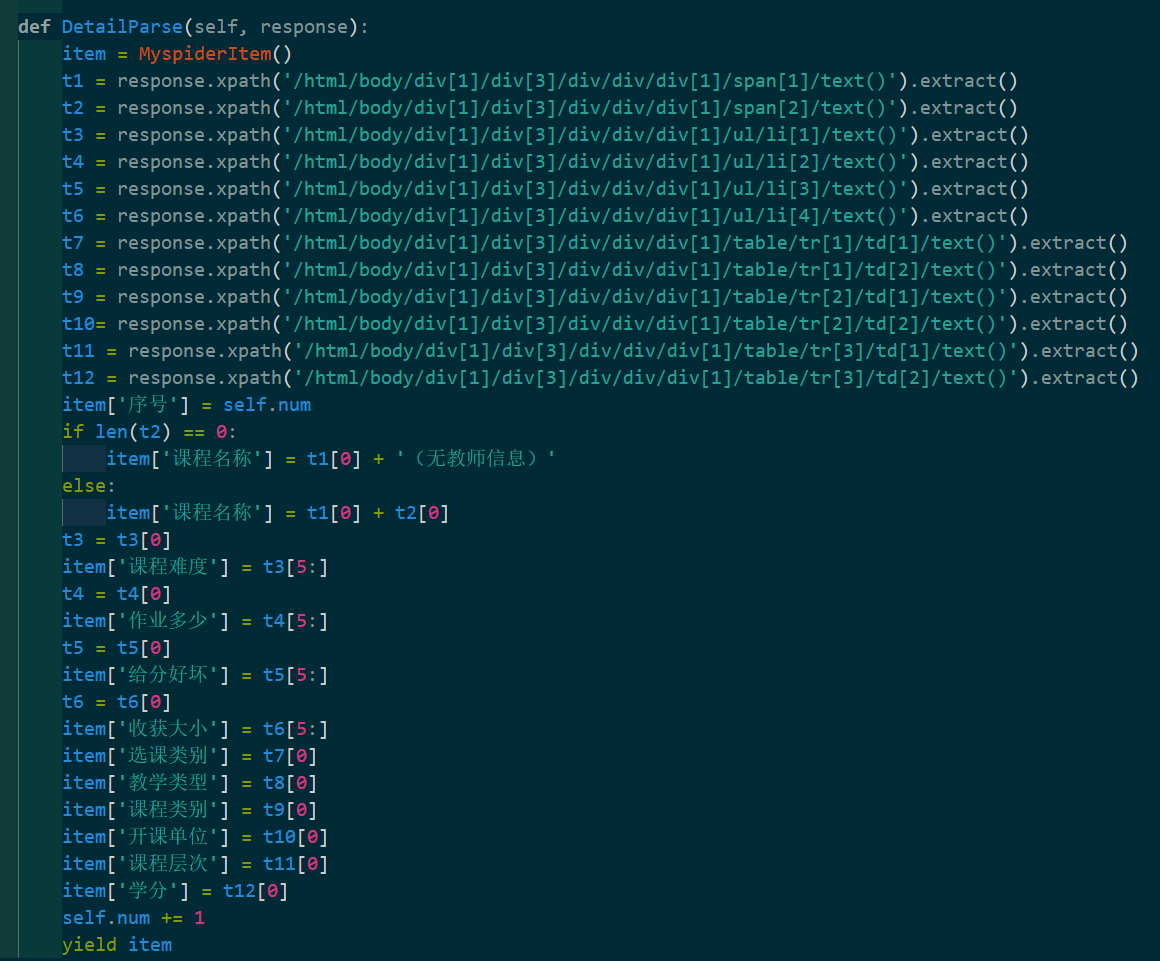 def DetailParse(self, response):
    item = MyspiderItem()
    t1 = response.xpath('/html/body/div[1]/div[3]/div/div/div[1]/span[1]/text()').extract()
    t2 = response.xpath('/html/body/div[1]/div[3]/div/div/div[1]/span[2]/text()').extract()
    t3 = response.xpath('/html/body/div[1]/div[3]/div/div/div[1]/ul/li[1]/text()').extract()
    t4 = response.xpath('/html/body/div[1]/div[3]/div/div/div[1]/ul/li[2]/text()').extract()
    t5 = response.xpath('/html/body/div[1]/div[3]/div/div/div[1]/ul/li[3]/text()').extract()
    t6 = response.xpath('/html/body/div[1]/div[3]/div/div/div[1]/ul/li[4]/text()').extract()
    t7 = response.xpath('/html/body/div[1]/div[3]/div/div/div[1]/table/tr[1]/td[1]/text()').extract()
    t8 = response.xpath('/html/body/div[1]/div[3]/div/div/div[1]/table/tr[1]/td[2]/text()').extract()
    t9 = response.xpath('/html/body/div[1]/div[3]/div/div/div[1]/table/tr[2]/td[1]/text()').extract()
    t10= response.xpath('/html/body/div[1]/div[3]/div/div/div[1]/table/tr[2]/td[2]/text()').extract()
    t11 = response.xpath('/html/body/div[1]/div[3]/div/div/div[1]/table/tr[3]/td[1]/text()').extract()
    t12 = response.xpath('/html/body/div[1]/div[3]/div/div/div[1]/table/tr[3]/td[2]/text()').extract()
    item['序号'] = self.num
    if len(t2) == 0:
        item['课程名称'] = t1[0] + '（无教师信息）'
    else:
        item['课程名称'] = t1[0] + t2[0]
    t3 = t3[0]
    item['课程难度'] = t3[5:]
    t4 = t4[0]
    item['作业多少'] = t4[5:]
    t5 = t5[0]
    item['给分好坏'] = t5[5:]
    t6 = t6[0]
    item['收获大小'] = t6[5:]
    item['选课类别'] = t7[0]
    item['教学类型'] = t8[0]
    item['课程类别'] = t9[0]
    item['开课单位'] = t10[0]
    item['课程层次'] = t11[0]
    item['学分'] = t12[0]
    self.num += 1
    yield item